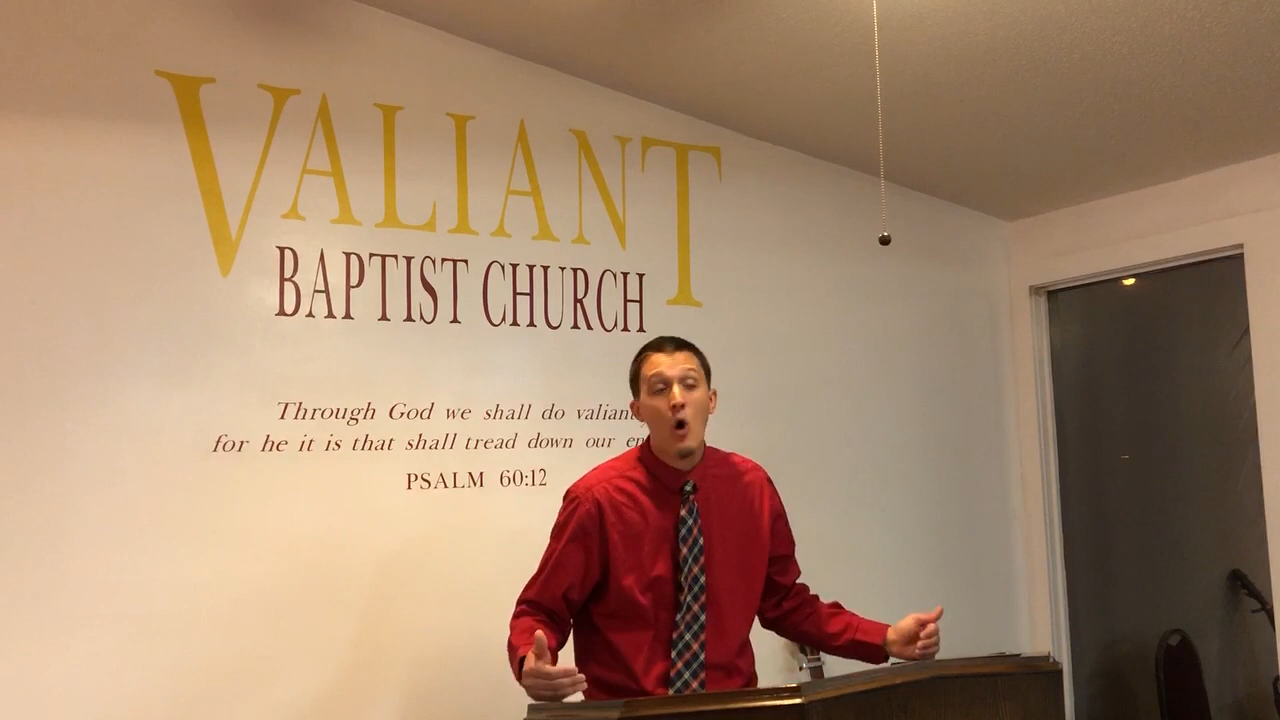 VALIANT
BAPTIST CHURCH
Through God we shall do
for he it is that shall tread down our
PSALM 60:12